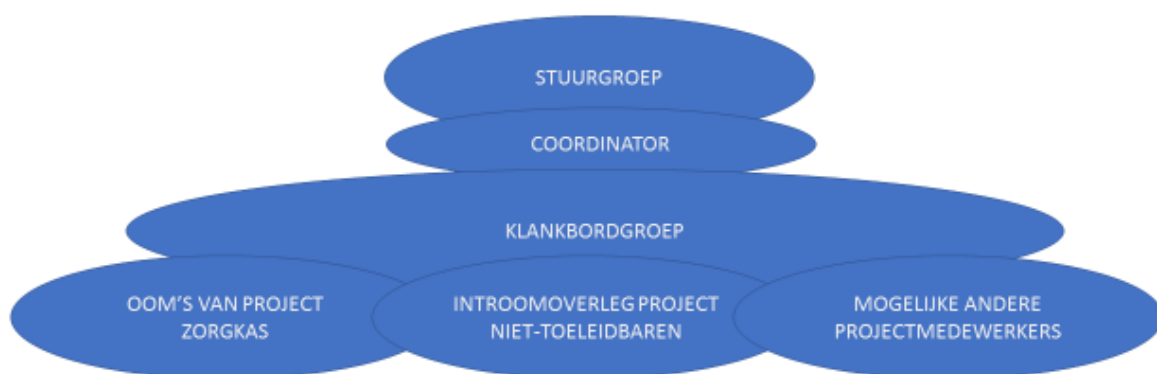 STUURGROEP
COORDINATOR
KLANKBORDGROEP
OOM'S VAN PROJECT
ZORGKAS
INTROOMOVERLEG PROJECT
NIET-TOELEIDBAREN
MOGELIJKE ANDERE
PROJECTMEDEWERKERS